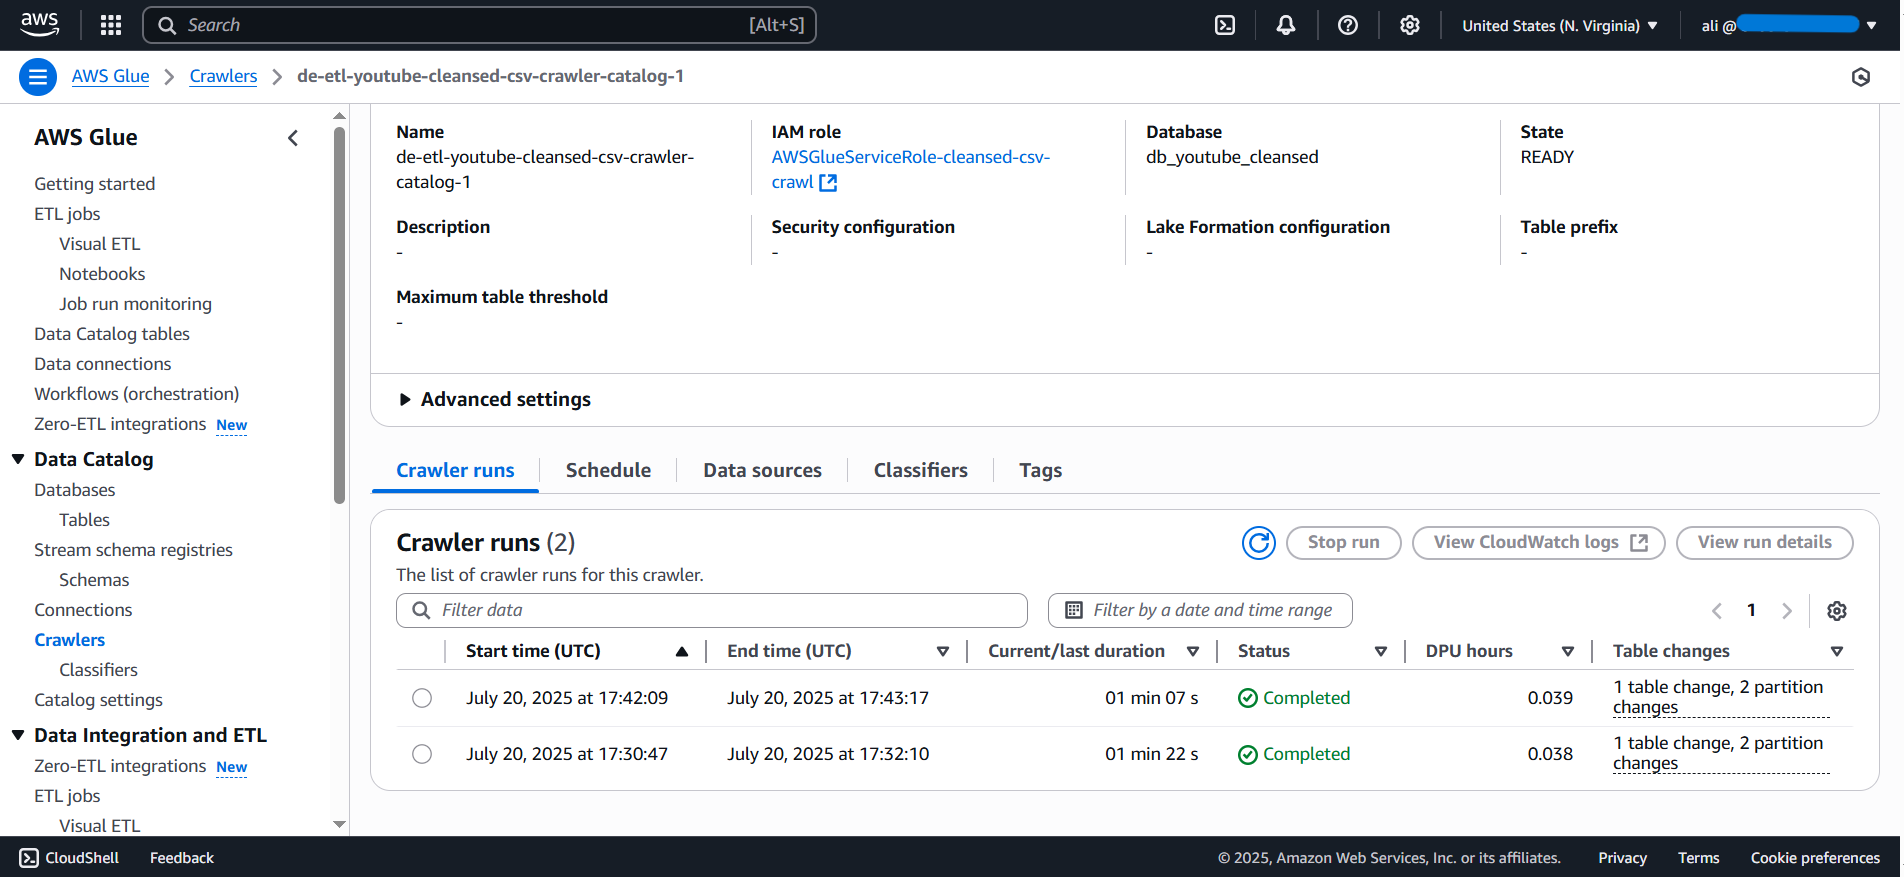 aws
Search [Alt+S]
United States (N. Virginia)
ali @
AWS Glue
Crawlers
de-etl-youtube-cleansed-csv-crawler-catalog-1
AWS Glue
Getting started
ETL jobs
Visual ETL
Notebooks
Job run monitoring
Data Catalog tables
Data connections
Workflows (orchestration)
Zero-ETL integrations New
Data Catalog
Databases
Tables
Stream schema registries
Schemas
Connections
Crawlers
Classifiers
Catalog settings
Data Integration and ETL
Zero-ETL integrations New
ETL jobs
Visual ETL
Name
de-etl-youtube-cleansed-csv-crawler-
catalog-1
IAM role
AWSGlueServiceRole-cleansed-csv-
crawl
Database
db_youtube_cleansed
State
READY
Description
-
Security configuration
-
Lake Formation configuration
-
Table prefix
-
Maximum table threshold
-
Advanced settings
Crawler runs
Schedule
Data sources
Classifiers
Tags
Crawler runs (2)
The list of crawler runs for this crawler.
Stop run
View CloudWatch logs
View run details
Filter data
Filter by a date and time range
1
Start time (UTC) End time (UTC) Current/last duration Status DPU hours Table changes
July 20, 2025 at 17:42:09 July 20, 2025 at 17:43:17 01 min 07 s Completed 0.039 1 table change, 2 partition
changes
July 20, 2025 at 17:30:47 July 20, 2025 at 17:32:10 01 min 22 s Completed 0.038 1 table change, 2 partition
changes
CloudShell Feedback © 2025, Amazon Web Services, Inc. or its affiliates. Privacy Terms Cookie preferences